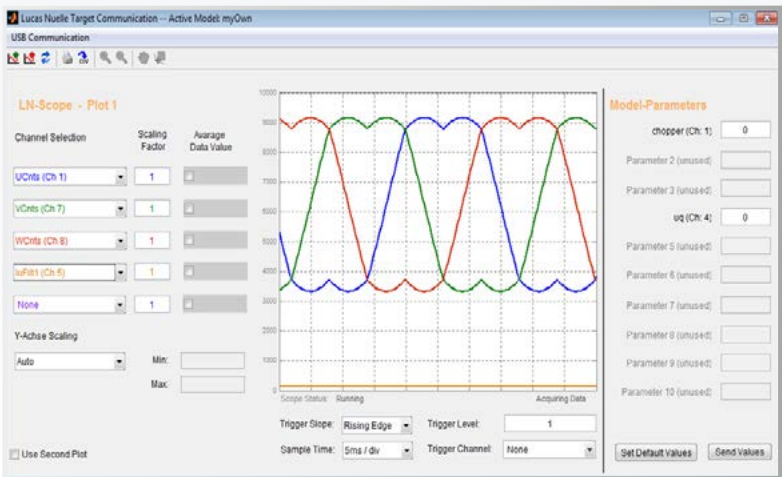 Lucas Nuelle Target Communication -- Active Model: myOwn
USB Communication
LN-Scope - Plot 1
Channel Selection
Scaling Factor
Avarage Data Value
UCnts (Ch 1)
1
VCnts (Ch 7)
1
WCnts (Ch 8)
1
IuFilt1 (Ch 5)
1
None
1
Y-Achse Scaling
Auto
Min:
Max:
Use Second Plot
10000
9000
8000
7000
6000
5000
4000
3000
2000
1000
0
Scope Status: Running
Acquiring Data
Trigger Slope: Rising Edge
Trigger Level: 1
Sample Time: 5ms / div
Trigger Channel: None
Model-Parameters
chopper (Ch: 1) 0
Parameter 2 (unused)
Parameter 3 (unused)
uq (Ch: 4) 0
Parameter 5 (unused)
Parameter 6 (unused)
Parameter 7 (unused)
Parameter 8 (unused)
Parameter 9 (unused)
Parameter 10 (unused)
Set Default Values
Send Values